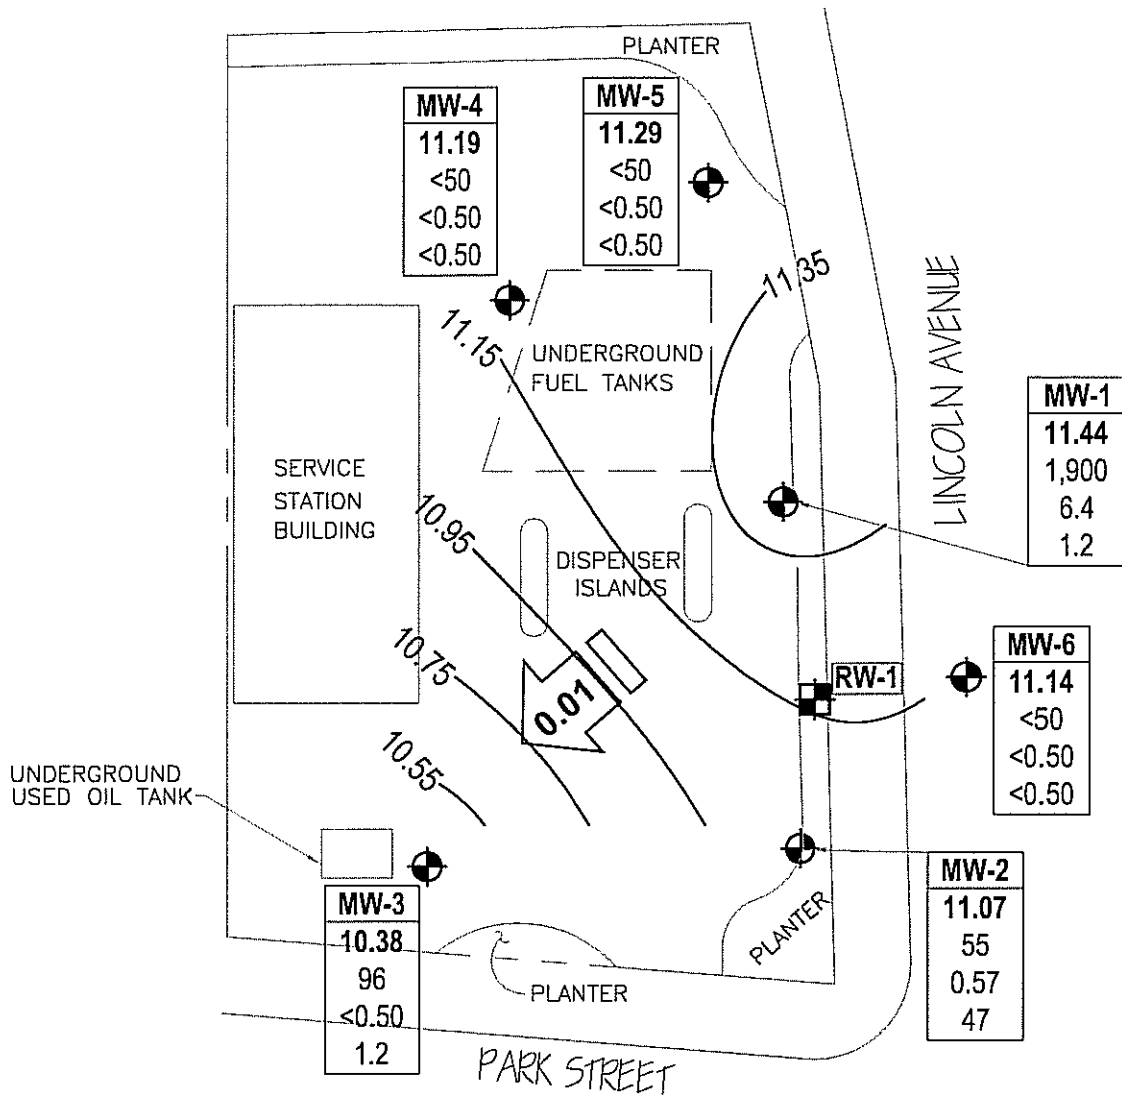 PLANTER
MW-4
11.19
<50
<0.50
<0.50
MW-5
11.29
<50
<0.50
<0.50
11.35
11.15
UNDERGROUND
FUEL TANKS
LINCOLN AVENUE
MW-1
11.44
1,900
6.4
1.2
SERVICE
STATION
BUILDING
10.95
DISPENSER
ISLANDS
10.75
0.01
RW-1
MW-6
11.14
<50
<0.50
<0.50
10.55
UNDERGROUND
USED OIL TANK
MW-3
10.38
96
<0.50
1.2
PLANTER
PLANTER
MW-2
11.07
55
0.57
47
PARK STREET